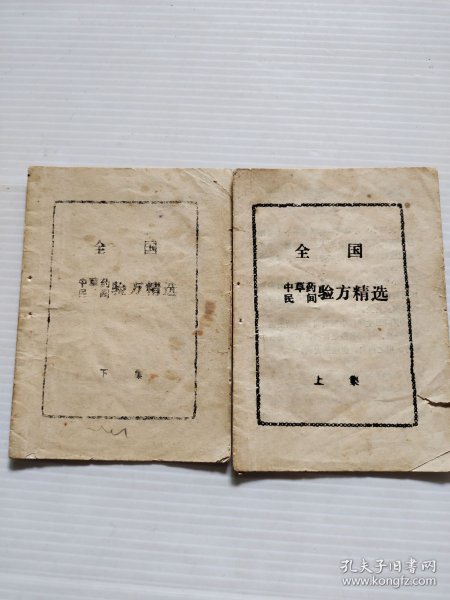 全国
中草药
民间
验方精选
下集
全国
中草药
民间
验方精选
上集
孔夫子旧书网
www.kongfz.com